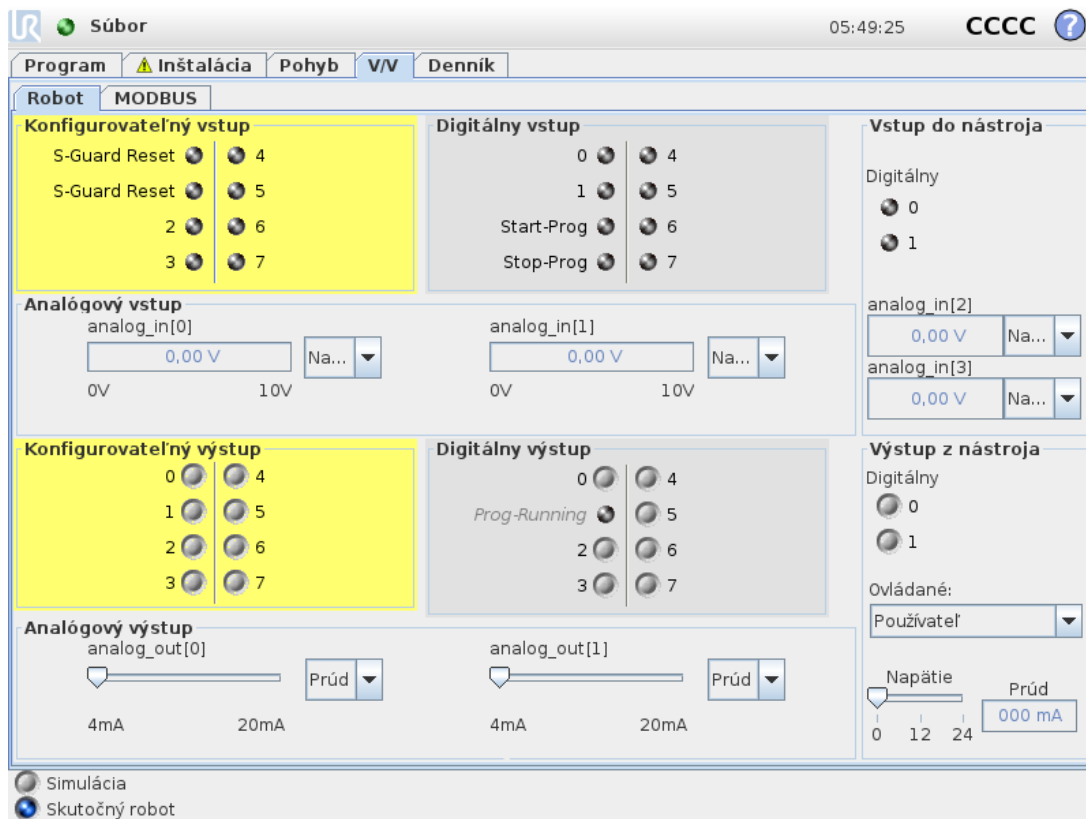 UR Súbor 05:49:25 CCCC ?
Program Inštalácia Pohyb V/V Denník
Robot MODBUS
Konfigurovateľný vstup
S-Guard Reset 4
S-Guard Reset 5
2 6
3 7
Digitálny vstup
0 4
1 5
Start-Prog 6
Stop-Prog 7
Vstup do nástroja
Digitálny
0
1
analog_in[2]
0,00 V Na...
analog_in[3]
0,00 V Na...
Analógový vstup
analog_in[0]
0,00 V Na...
0V 10V
analog_in[1]
0,00 V Na...
0V 10V
Konfigurovateľný výstup
0 4
1 5
2 6
3 7
Digitálny výstup
0 4
Prog-Running 5
2 6
3 7
Výstup z nástroja
Digitálny
0
1
Ovládané:
Používateľ
Napätie
0 12 24
Prúd
000 mA
Analógový výstup
analog_out[0]
Prúd
4mA 20mA
analog_out[1]
Prúd
4mA 20mA
Simulácia
Skutočný robot